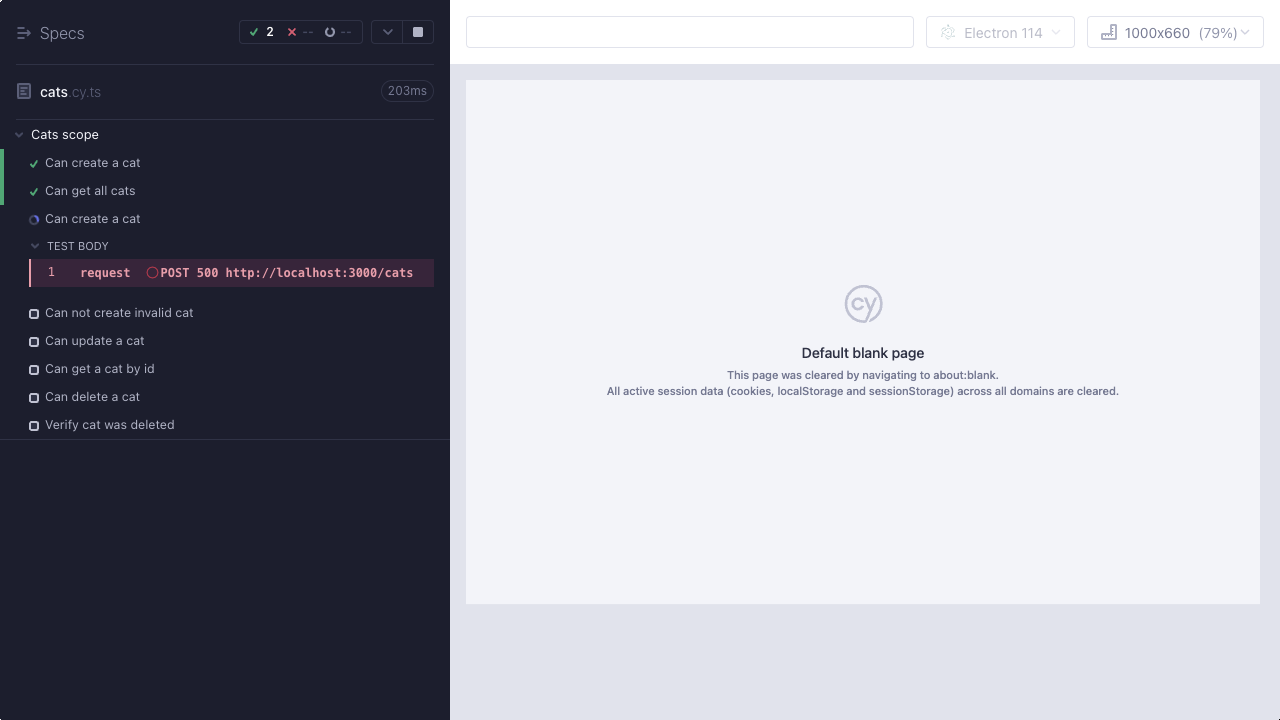 Specs
2 -- --
cats.cy.ts
203ms
Cats scope
Can create a cat
Can get all cats
Can create a cat
TEST BODY
1 request POST 500 http://localhost:3000/cats
Can not create invalid cat
Can update a cat
Can get a cat by id
Can delete a cat
Verify cat was deleted
Electron 114
1000x660 (79%)
cy
Default blank page
This page was cleared by navigating to about:blank.
All active session data (cookies, localStorage and sessionStorage) across all domains are cleared.